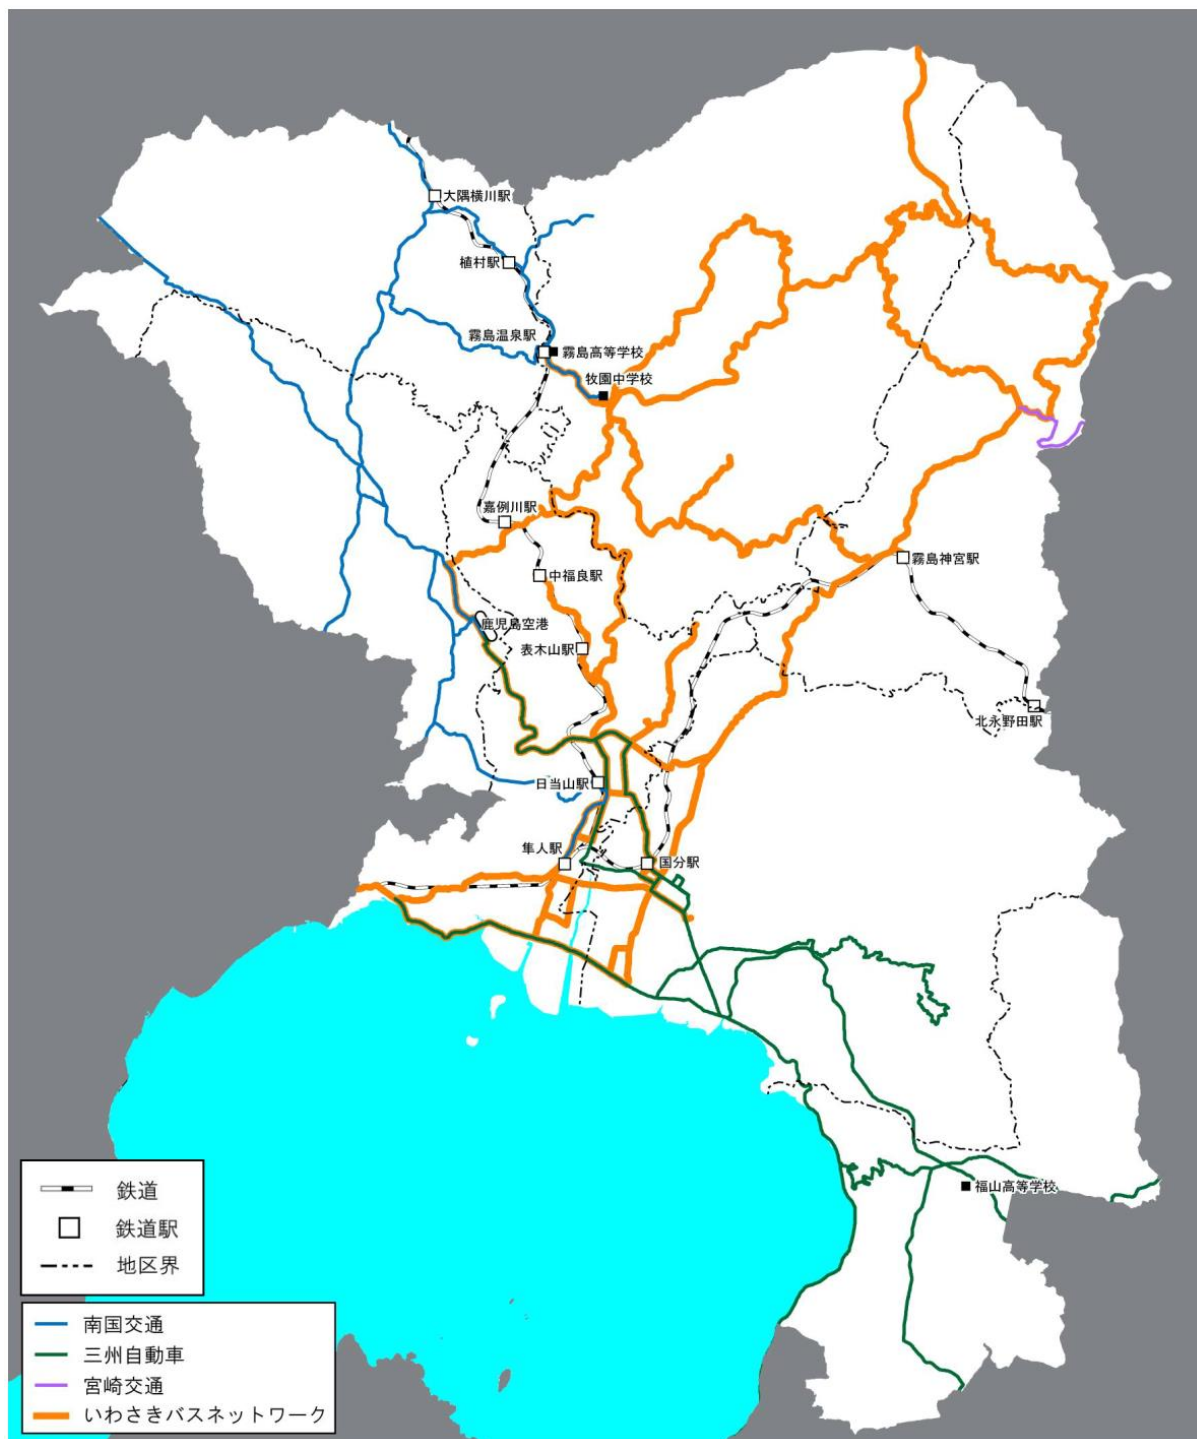 大隅横川駅
植村駅
霧島温泉駅
霧島高等学校
牧園中学校
嘉例川駅
霧島神宮駅
中福良駅
鹿児島空港
表木山駅
北永野田駅
日当山駅
隼人駅
国分駅
福山高等学校
鉄道
鉄道駅
地区界
南国交通
三州自動車
宮崎交通
いわさきバスネットワーク